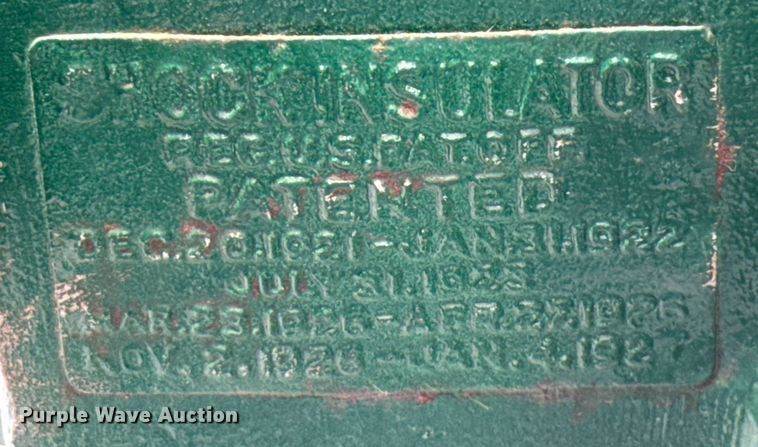 SHOCK INSULATOR
REG.U.S.PAT.OFF.
PATENTED
DEC.20.1921-JAN.31.1922
JULY 31.1923
MAR.23.1926-APR.27.1926
NOV.2.1926-JAN.4.1927
Purple Wave Auction